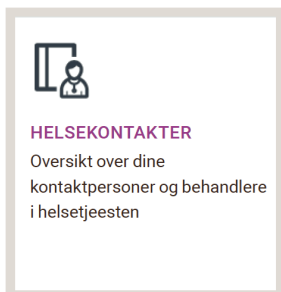 HELSEKONTAKTER
Oversikt over dine
kontaktpersoner og behandlere
i helsetjeesten